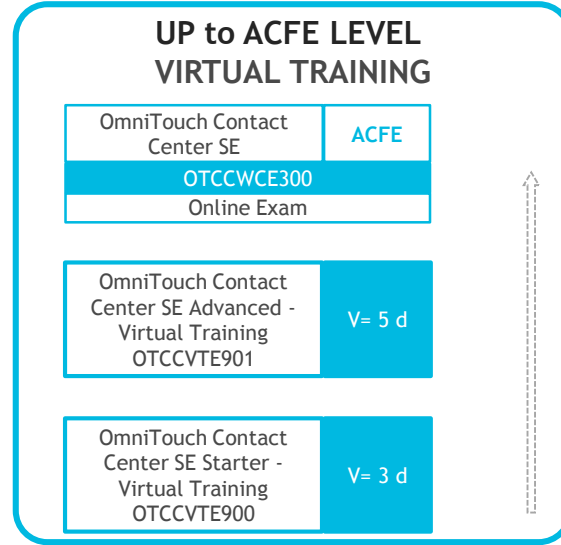 UP to ACFE LEVEL
VIRTUAL TRAINING
OmniTouch Contact
Center SE
ACFE
OTCCWCE300
Online Exam
OmniTouch Contact
Center SE Advanced -
Virtual Training
OTCCVTE901
V= 5 d
OmniTouch Contact
Center SE Starter -
Virtual Training
OTCCVTE900
V= 3 d